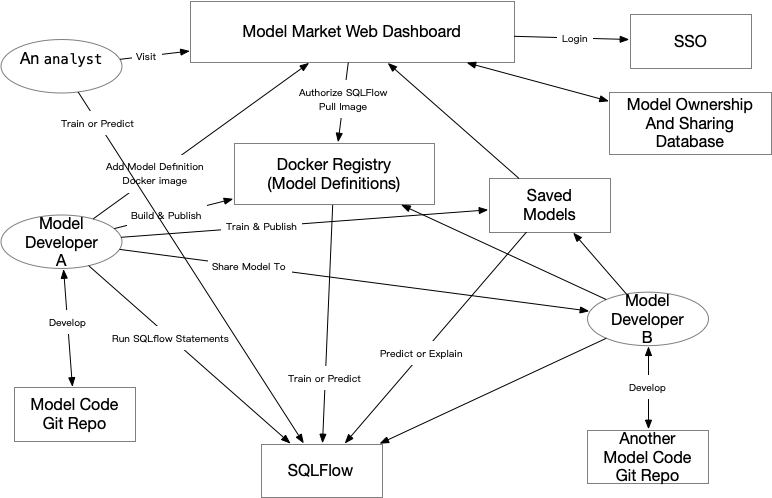 Model Market Web Dashboard
Login
SSO
An analyst
Visit
Authorize SQLFlow
Pull Image
Model Ownership
And Sharing
Database
Train or Predict
Add Model Definition
Docker image
Docker Registry
(Model Definitions)
Saved
Models
Build & Publish
Train & Publish
Model
Developer
A
Share Model To
Model
Developer
B
Develop
Run SQLflow Statements
Predict or Explain
Train or Predict
Develop
Model Code
Git Repo
SQLFlow
Another
Model Code
Git Repo